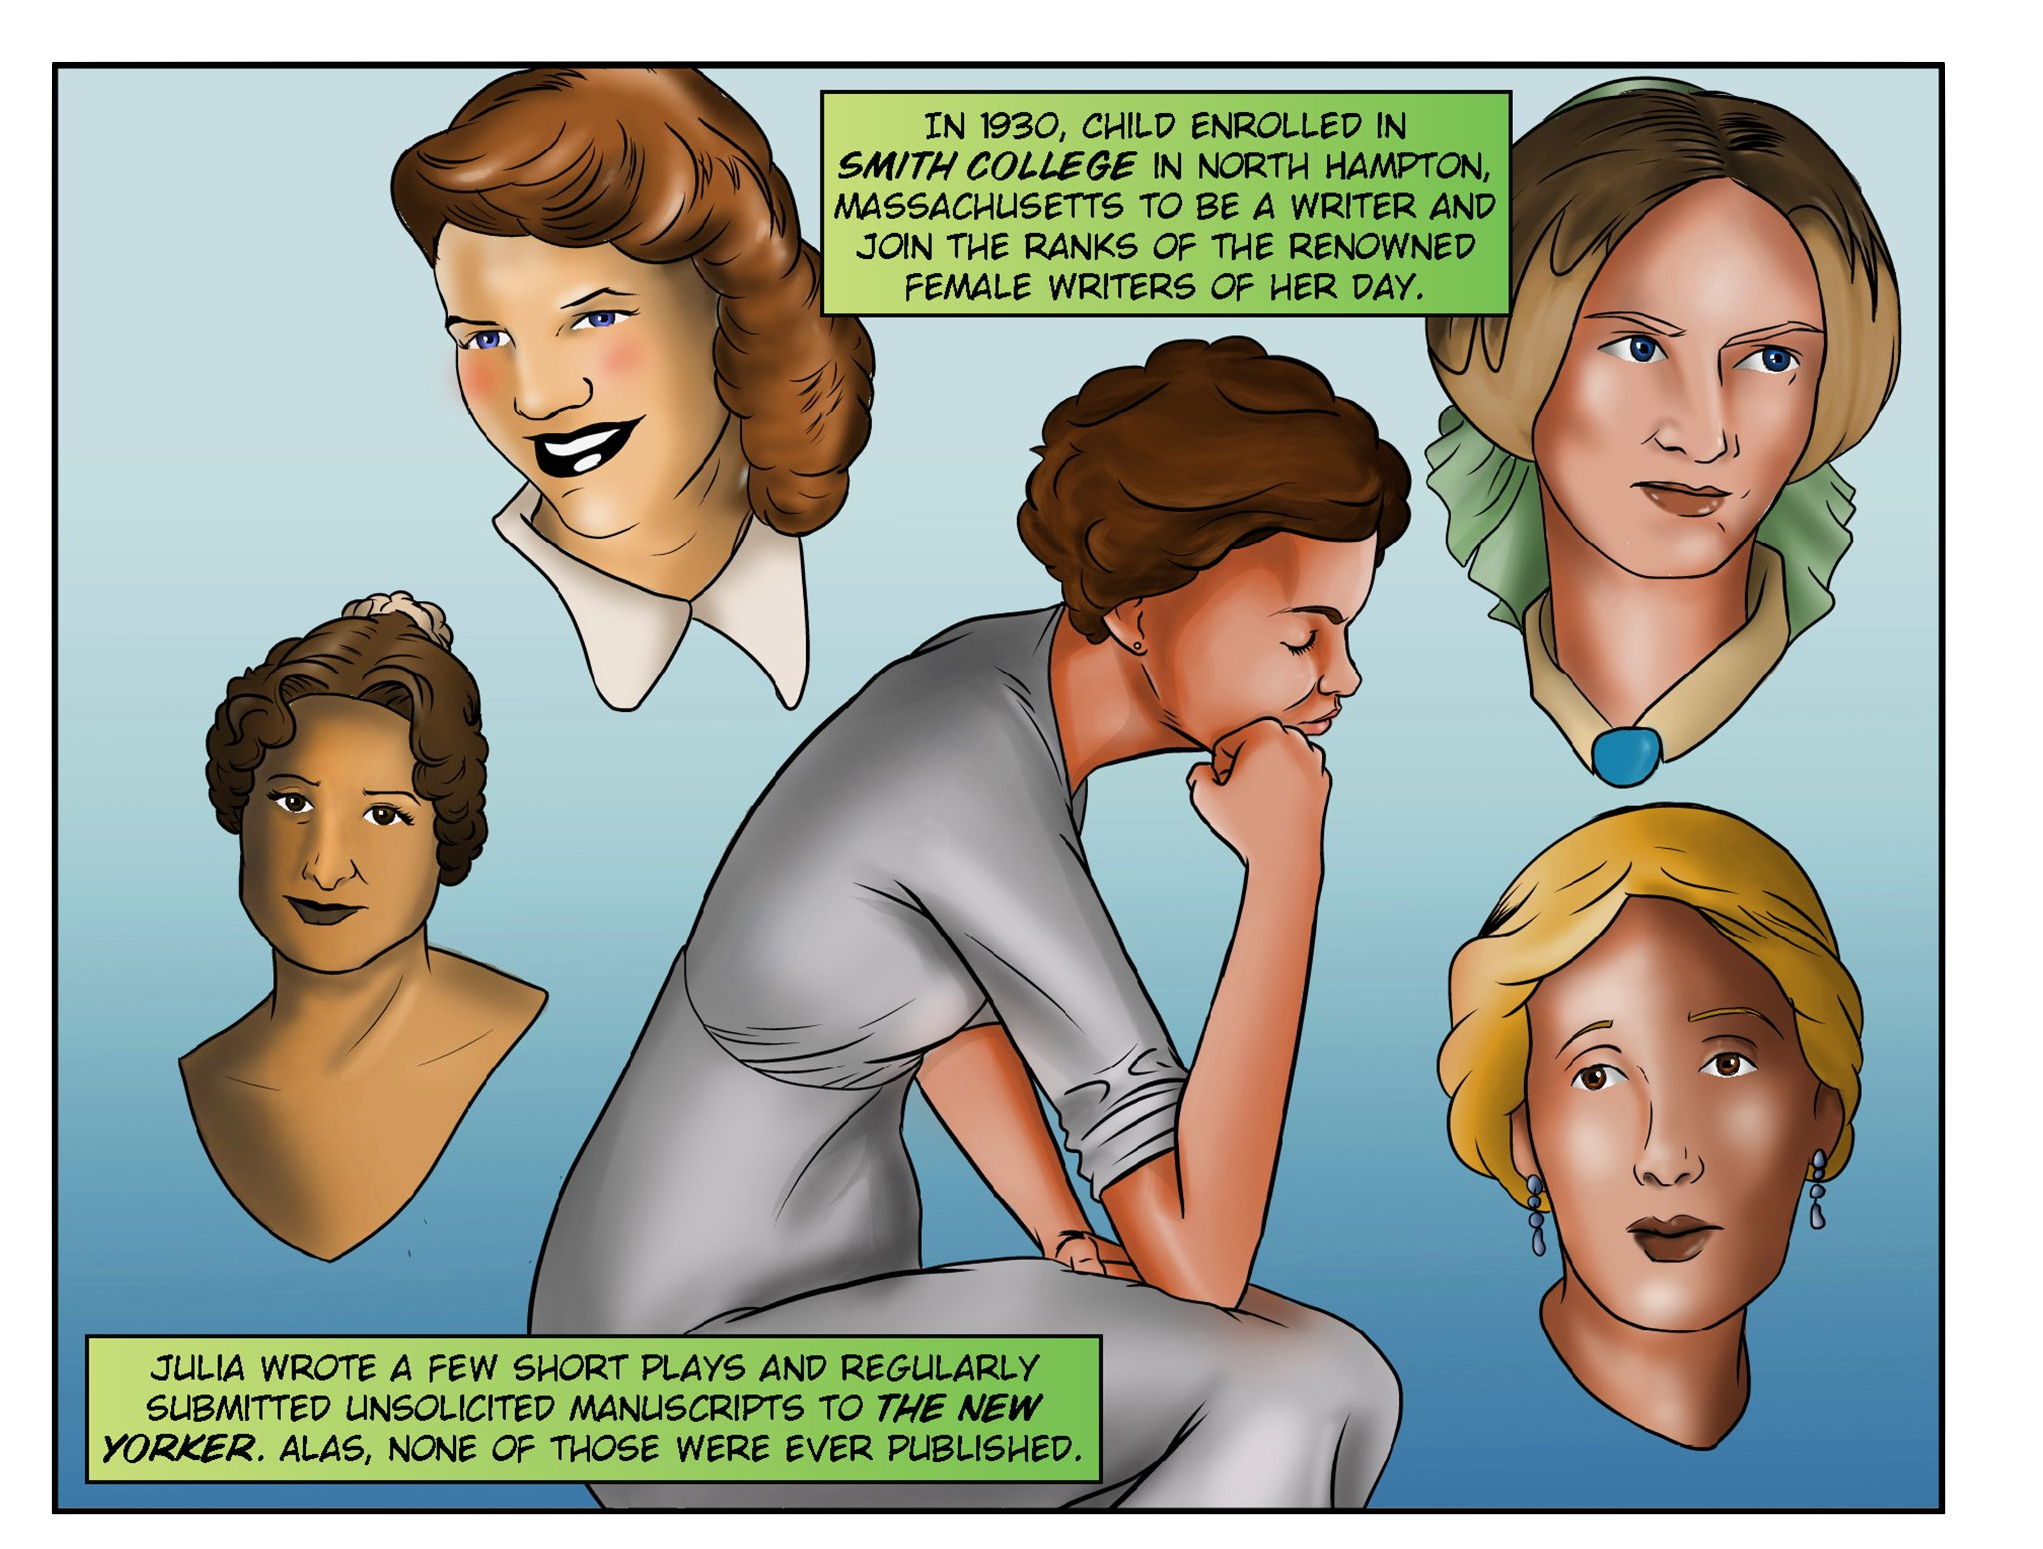 IN 1930, CHILD ENROLLED IN
SMITH COLLEGE IN NORTH HAMPTON,
MASSACHUSETTS TO BE A WRITER AND
JOIN THE RANKS OF THE RENOWNED
FEMALE WRITERS OF HER DAY.
JULIA WROTE A FEW SHORT PLAYS AND REGULARLY
SUBMITTED UNSOLICITED MANUSCRIPTS TO THE NEW
YORKER. ALAS, NONE OF THOSE WERE EVER PUBLISHED.